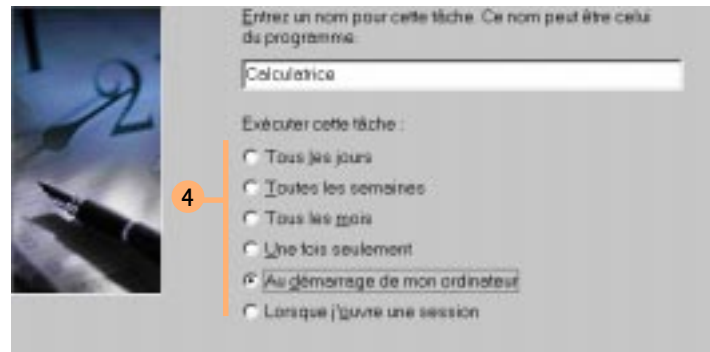 Entrez un nom pour cette tâche. Ce nom peut être celui
du programme.
Calculatrice
Exécuter cette tâche :
4
Tous les jours
Toutes les semaines
Tous les mois
Une fois seulement
Au démarrage de mon ordinateur
Lorsque j'ouvre une session
2